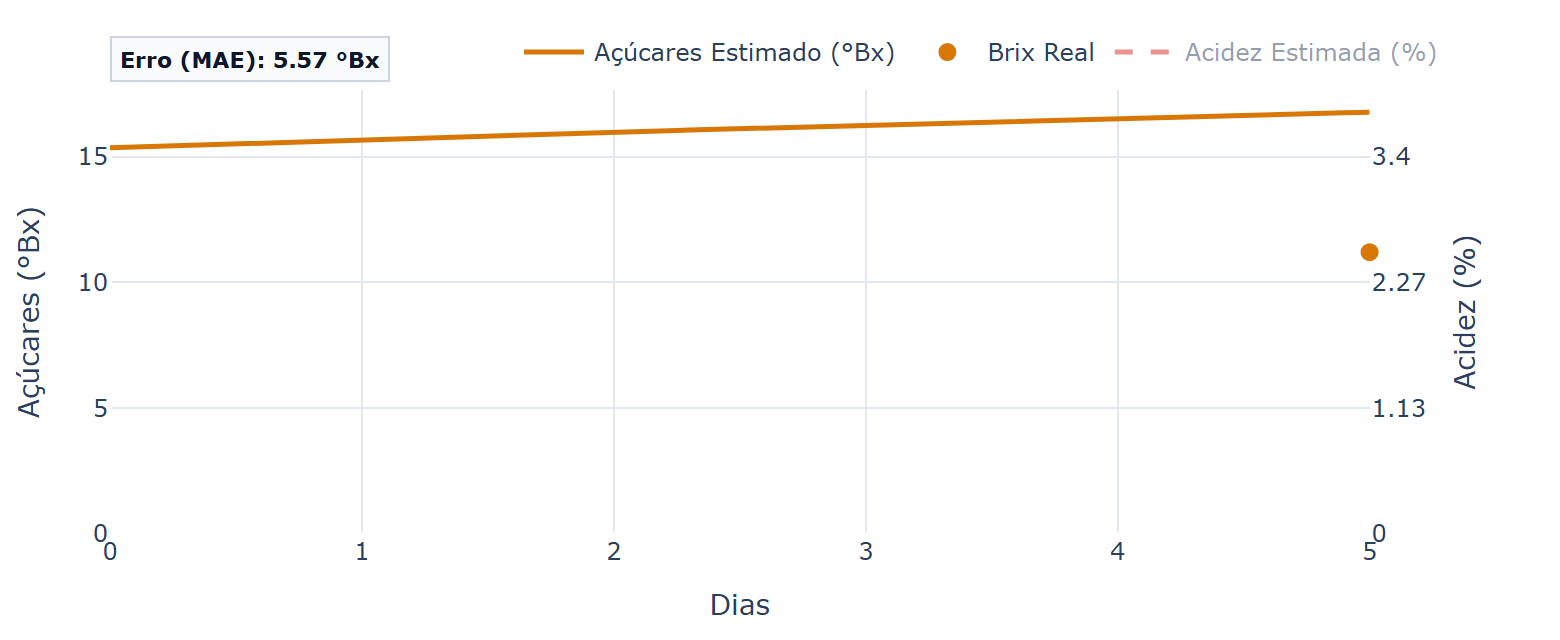 Erro (MAE): 5.57 ºBx
Açúcares Estimado (°Bx)
Brix Real
Acidez Estimada (%)
15
10
5
0
Açúcares (°Bx)
3.4
2.27
1.13
0
Acidez (%)
0
1
2
3
4
5
Dias